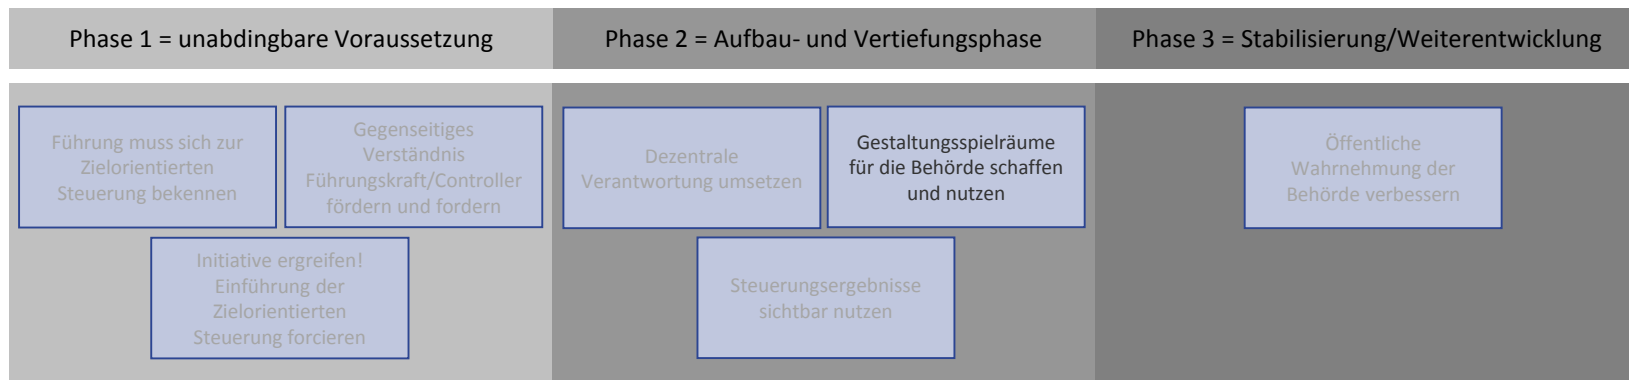 Phase 1 = unabdingbare Voraussetzung
Phase 2 = Aufbau- und Vertiefungsphase
Phase 3 = Stabilisierung/Weiterentwicklung
Führung muss sich zur
Zielorientierten
Steuerung bekennen
Gegenseitiges
Verständnis
Führungskraft/Controller
fördern und fordern
Initiative ergreifen!
Einführung der
Zielorientierten
Steuerung forcieren
Dezentrale
Verantwortung umsetzen
Gestaltungsspielräume
für die Behörde schaffen
und nutzen
Steuerungsergebnisse
sichtbar nutzen
Öffentliche
Wahrnehmung der
Behörde verbessern